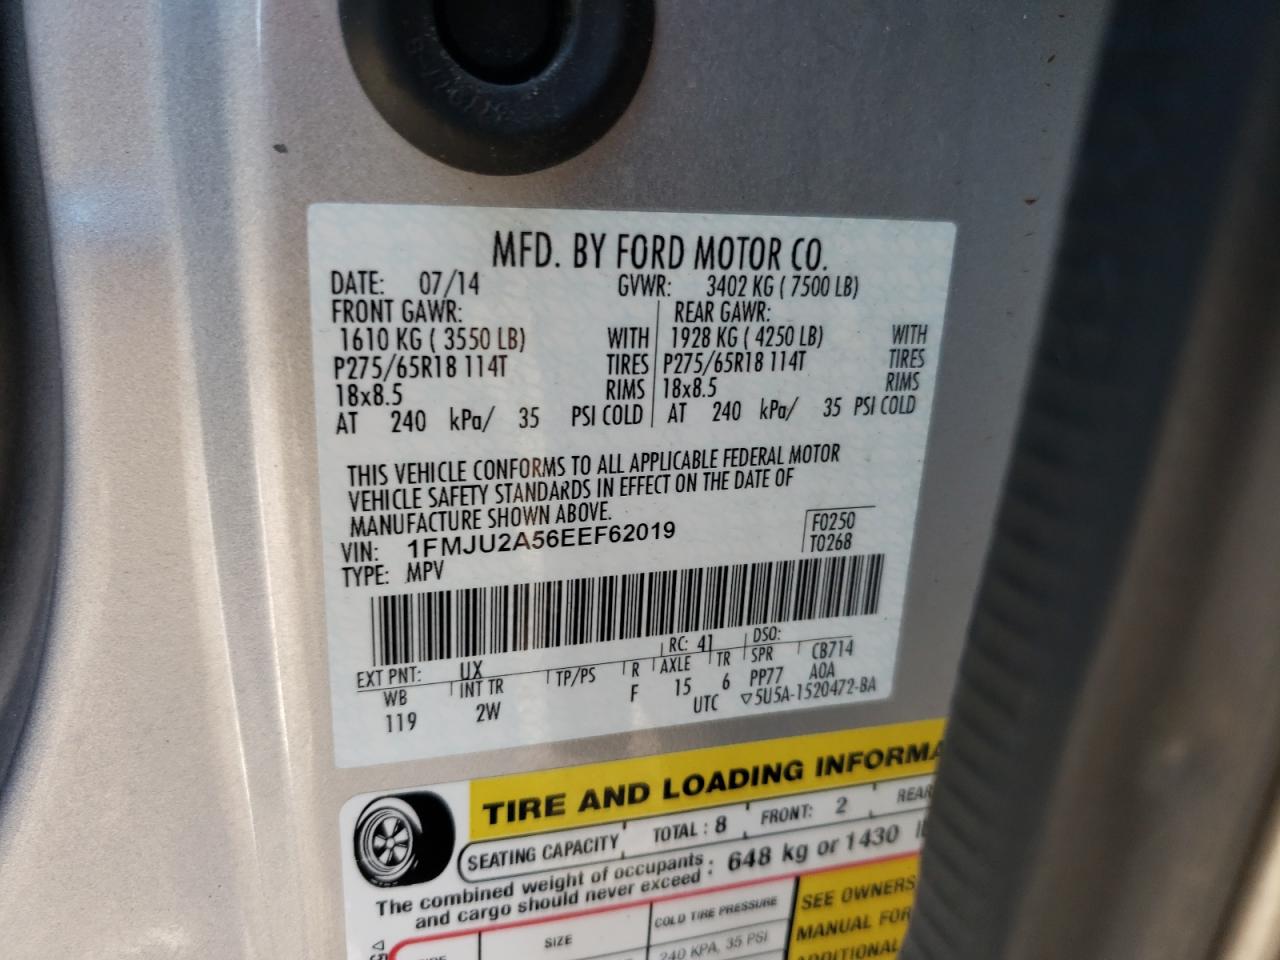 MFD. BY FORD MOTOR CO.
DATE: 07/14 GVWR: 3402 KG ( 7500 LB)
FRONT GAWR: REAR GAWR:
1610 KG ( 3550 LB) WITH 1928 KG ( 4250 LB) WITH
P275/65R18 114T TIRES P275/65R18 114T TIRES
18x8.5 RIMS 18x8.5 RIMS
AT 240 kPa/ 35 PSI COLD AT 240 kPa/ 35 PSI COLD
THIS VEHICLE CONFORMS TO ALL APPLICABLE FEDERAL MOTOR
VEHICLE SAFETY STANDARDS IN EFFECT ON THE DATE OF
MANUFACTURE SHOWN ABOVE.
VIN: 1FMJU2A56EEF62019 F0250
TYPE: MPV T0268
EXT PNT: UX RC: 41 DSO:
WB INT TR TP/PS R AXLE TR SPR CB714
119 2W F 15 6 PP77 A0A
UTC ▽5U5A-1520472-BA
TIRE AND LOADING INFORMA
SEATING CAPACITY TOTAL : 8 FRONT: 2 REAR
The combined weight of occupants : 648 kg or 1430
and cargo should never exceed :
SIZE COLD TIRE PRESSURE SEE OWNERS
240 KPA, 35 PSI MANUAL FOR
ADDITIONAL